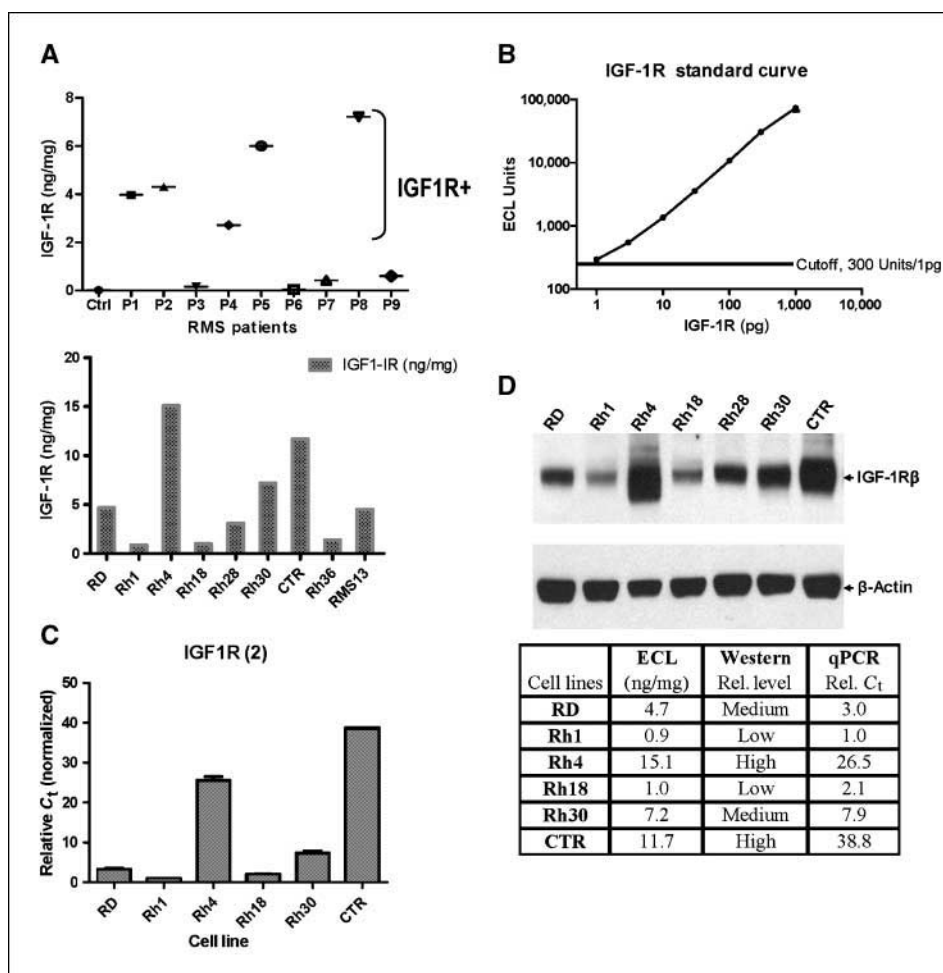 A
IGF-1R (ng/mg)
8
6
4
2
0
IGF1R+
Ctrl P1 P2 P3 P4 P5 P6 P7 P8 P9
RMS patients
IGF-1R (ng/mg)
20
15
10
5
0
IGF1-IR (ng/mg)
RD Rh1 Rh4 Rh18 Rh28 Rh30 CTR Rh36 RMS13
B
IGF-1R standard curve
ECL Units
100,000
10,000
1,000
100
Cutoff, 300 Units/1pg
1 10 100 1,000 10,000
IGF-1R (pg)
C
IGF1R (2)
Relative Ct (normalized)
50
40
30
20
10
0
RD Rh1 Rh4 Rh18 Rh30 CTR
Cell line
D
RD Rh1 Rh4 Rh18 Rh28 Rh30 CTR
IGF-1Rβ
β-Actin
ECL Western qPCR
Cell lines (ng/mg) Rel. level Rel. Ct
RD 4.7 Medium 3.0
Rh1 0.9 Low 1.0
Rh4 15.1 High 26.5
Rh18 1.0 Low 2.1
Rh30 7.2 Medium 7.9
CTR 11.7 High 38.8